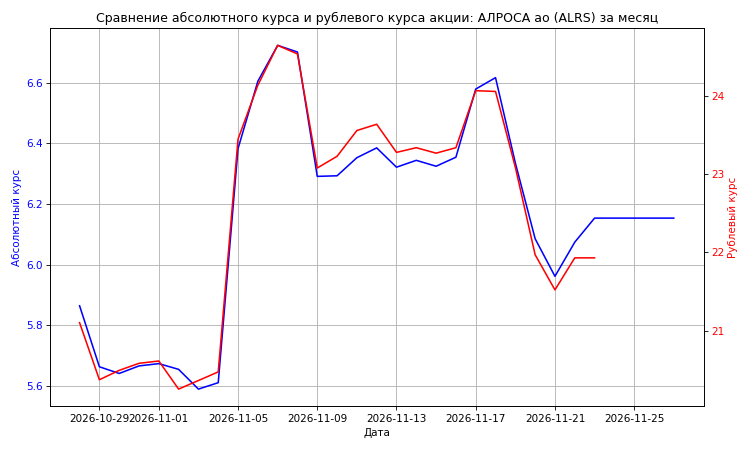 Сравнение абсолютного курса и рублевого курса акции: АЛРОСА ао (ALRS) за месяц
Абсолютный курс
6.6
6.4
6.2
6.0
5.8
5.6
24
23
22
21
Рублевый курс
2026-10-29 2026-11-01 2026-11-05 2026-11-09 2026-11-13 2026-11-17 2026-11-21 2026-11-25
Дата